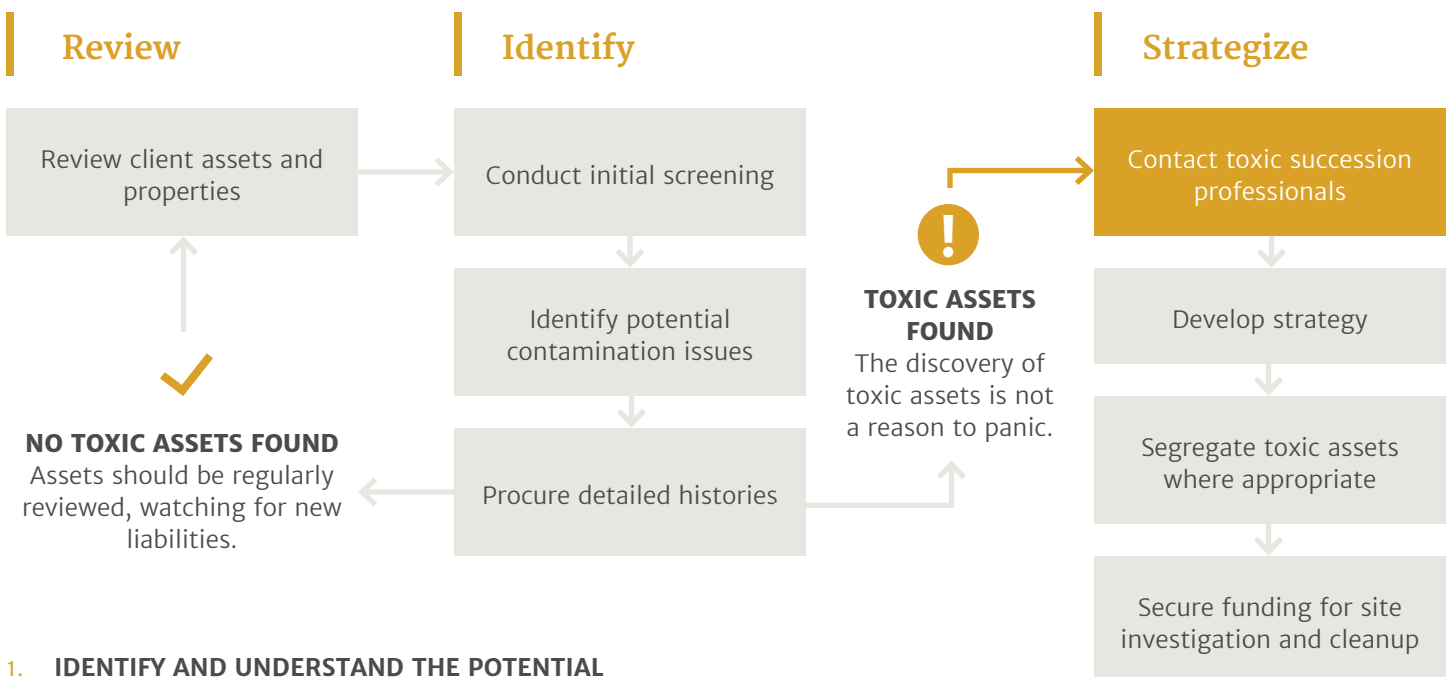 Review
Review client assets and
properties
NO TOXIC ASSETS FOUND
Assets should be regularly
reviewed, watching for new
liabilities.
Identify
Conduct initial screening
Identify potential
contamination issues
Procure detailed histories
!
TOXIC ASSETS
FOUND
The discovery of
toxic assets is not
a reason to panic.
Strategize
Contact toxic succession
professionals
Develop strategy
Segregate toxic assets
where appropriate
Secure funding for site
investigation and cleanup
1. IDENTIFY AND UNDERSTAND THE POTENTIAL